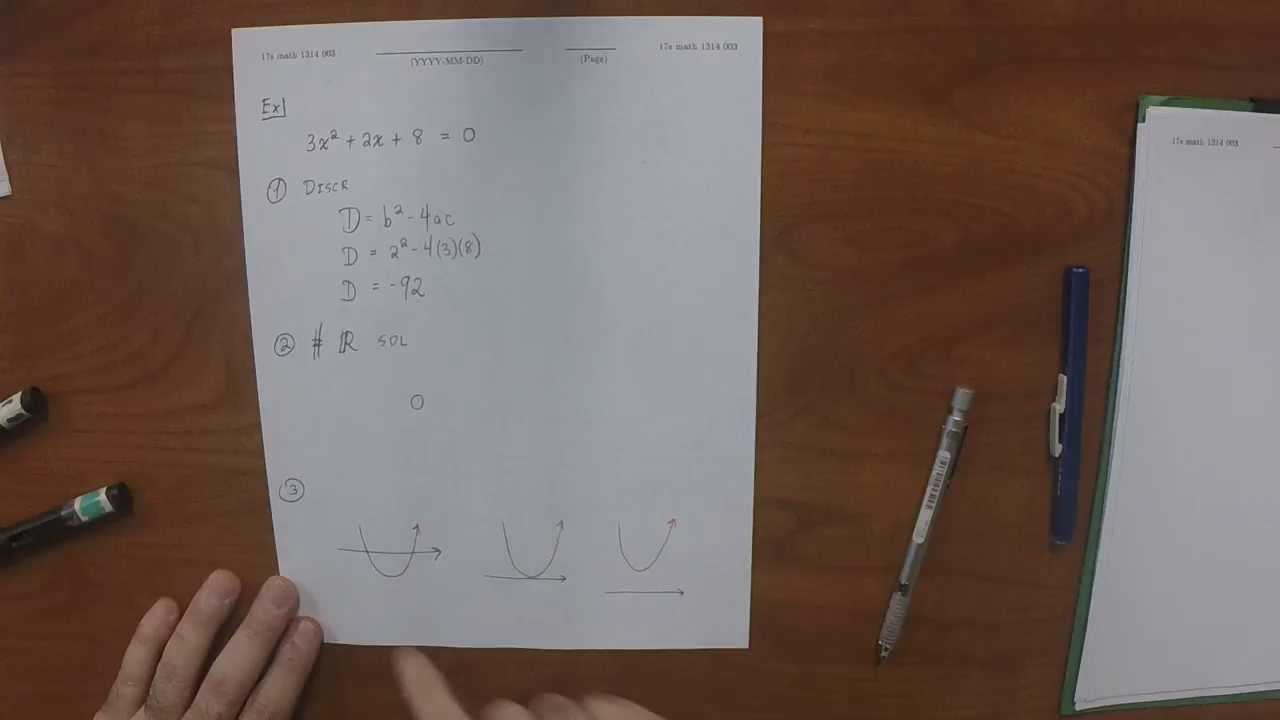 17s math 1314 003 (YYYY-MM-DD) (Page) 17s math 1314 003
Ex1
3x² + 2x + 8 = 0
① DISCR
D = b² - 4ac
D = 2² - 4(3)(8)
D = -92
② # ℝ SOL
0
③
17s math 1314 003